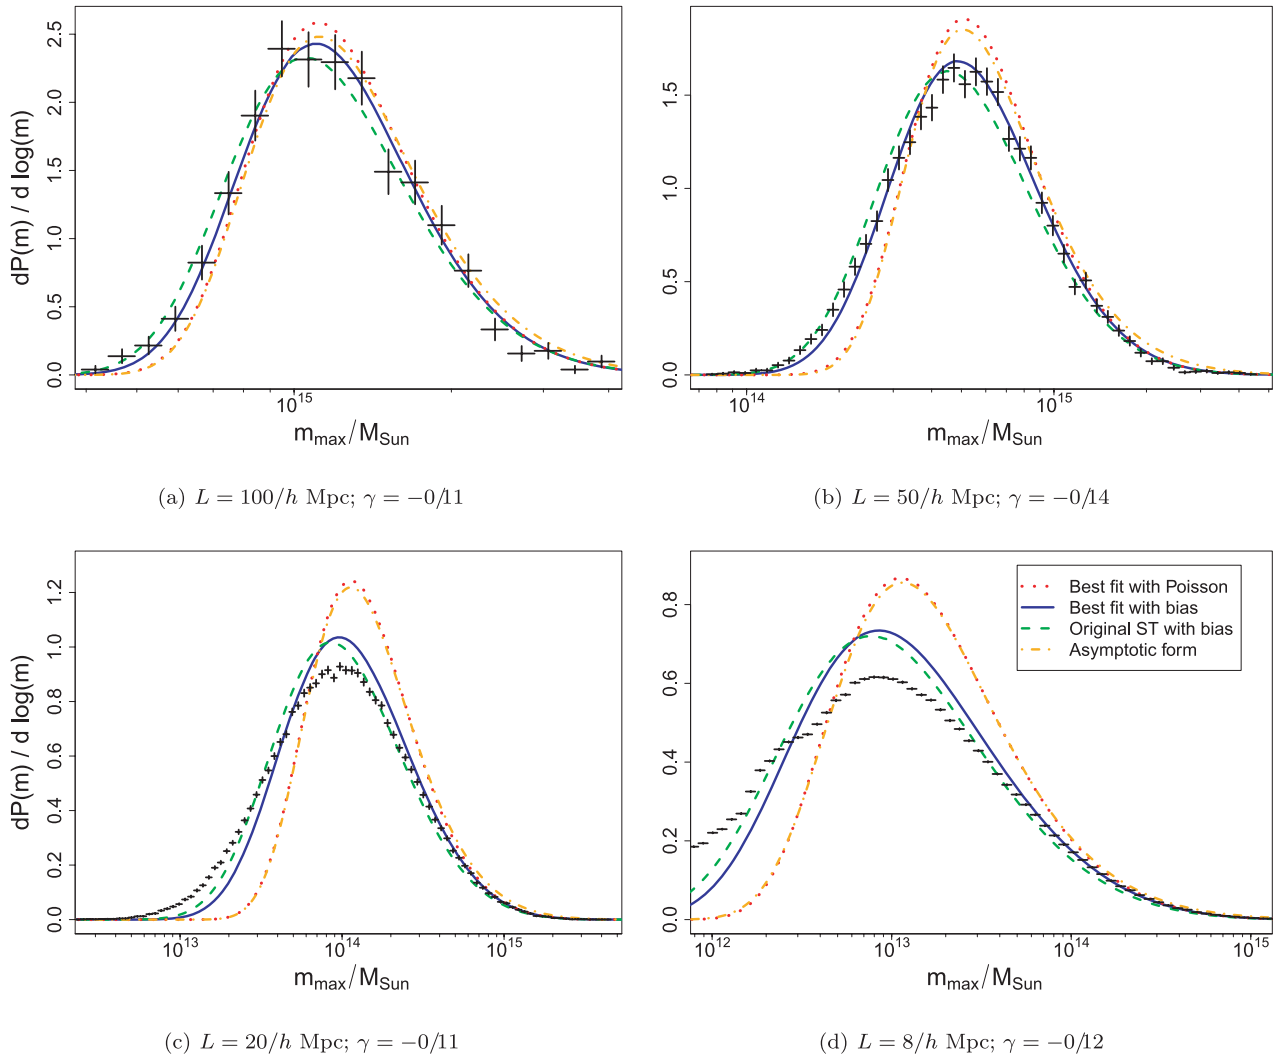 dP(m) / d log(m)
0.0 0.5 1.0 1.5 2.0 2.5
10^15
m_max/M_Sun
(a) L = 100/h Mpc; γ = −0/11
0.0 0.5 1.0 1.5
10^14 10^15
m_max/M_Sun
(b) L = 50/h Mpc; γ = −0/14
dP(m) / d log(m)
0.0 0.2 0.4 0.6 0.8 1.0 1.2
10^13 10^14 10^15
m_max/M_Sun
(c) L = 20/h Mpc; γ = −0/11
0.0 0.2 0.4 0.6 0.8
Best fit with Poisson
Best fit with bias
Original ST with bias
Asymptotic form
10^12 10^13 10^14 10^15
m_max/M_Sun
(d) L = 8/h Mpc; γ = −0/12